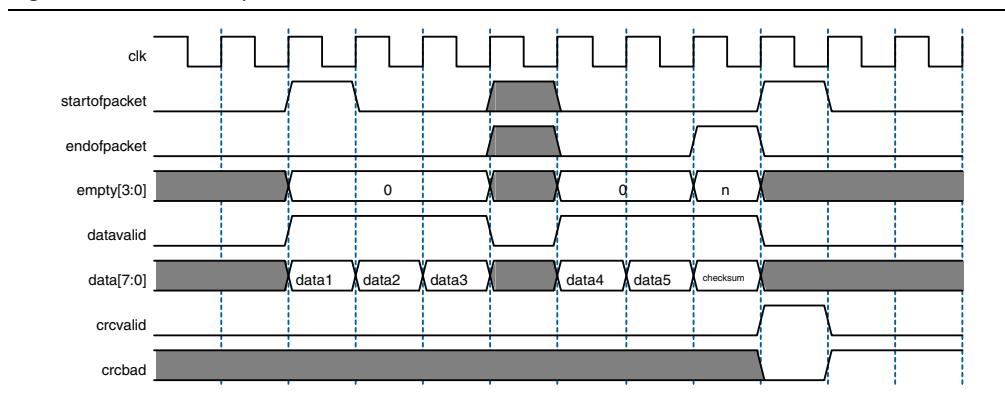 clk
startofpacket
endofpacket
empty[3:0] 0 0 n
datavalid
data[7:0] data1 data2 data3 data4 data5 checksum
crcvalid
crcbad